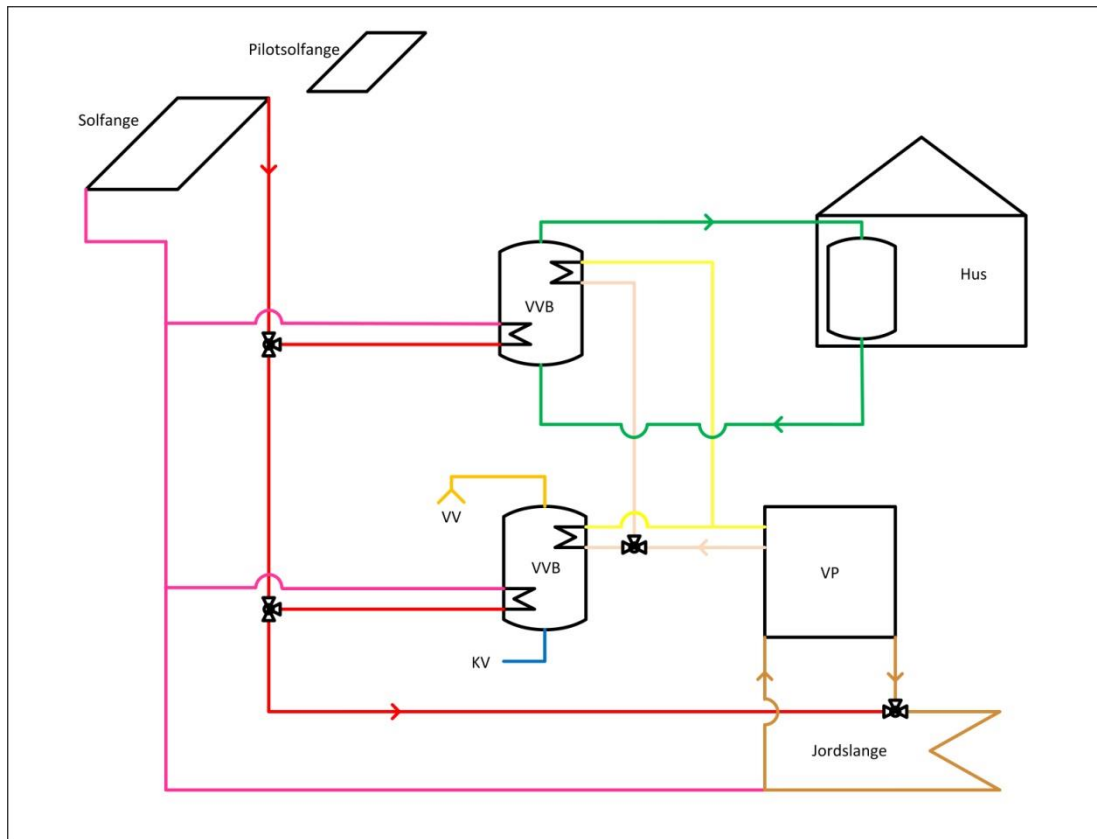 Pilotsolfange
Solfange
Hus
VVB
VV
VVB
VP
KV
Jordslange